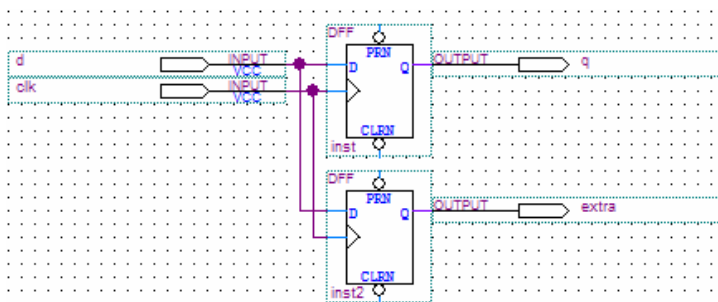 DFF
PRN
d INPUT VCC D Q OUTPUT q
clk INPUT VCC
CLRN
inst
DFF
PRN
D Q OUTPUT extra
CLRN
inst2